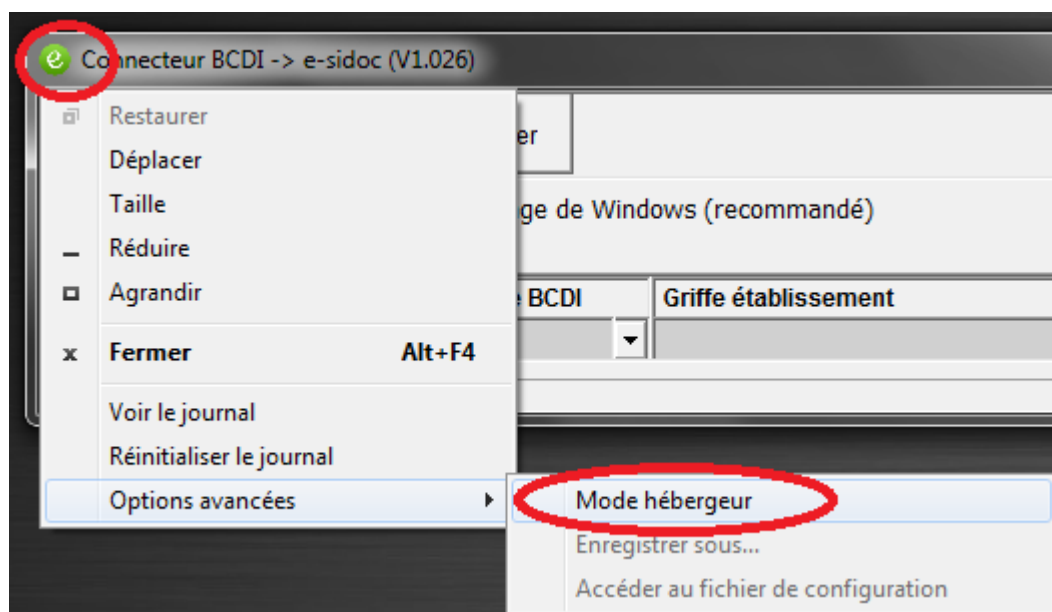 Connecteur BCDI -> e-sidoc (V1.026)
Restaurer
er
Déplacer
Taille
ge de Windows (recommandé)
Réduire
Agrandir
BCDI
Griffe établissement
Fermer Alt+F4
Voir le journal
Réinitialiser le journal
Options avancées
Mode hébergeur
Enregistrer sous...
Accéder au fichier de configuration